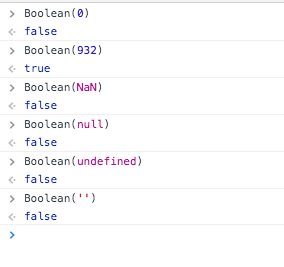 > Boolean(0)
< false
> Boolean(932)
< true
> Boolean(NaN)
< false
> Boolean(null)
< false
> Boolean(undefined)
< false
> Boolean('')
< false
>